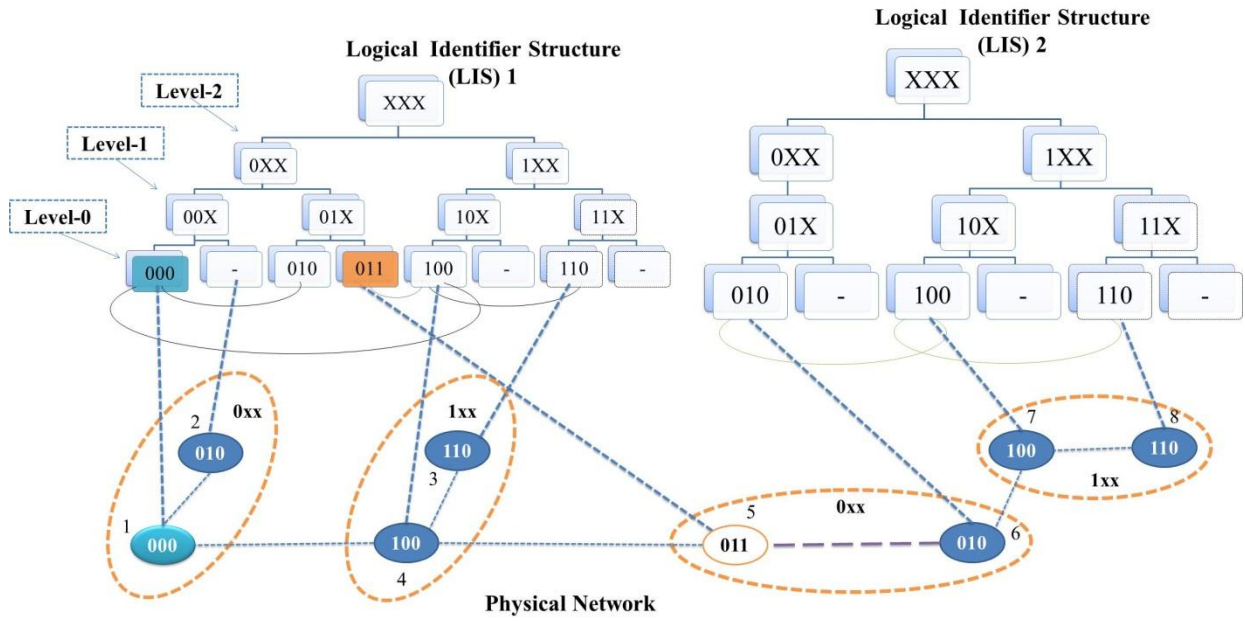 Logical Identifier Structure
(LIS) 1
Logical Identifier Structure
(LIS) 2
Level-2
XXX
XXX
Level-1
0XX
1XX
0XX
1XX
Level-0
00X
01X
10X
11X
01X
10X
11X
000
-
010
011
100
-
110
-
010
-
100
-
110
-
2
0xx
1xx
7
8
010
110
100
110
3
1xx
5
0xx
1
000
100
011
010
6
4
Physical Network